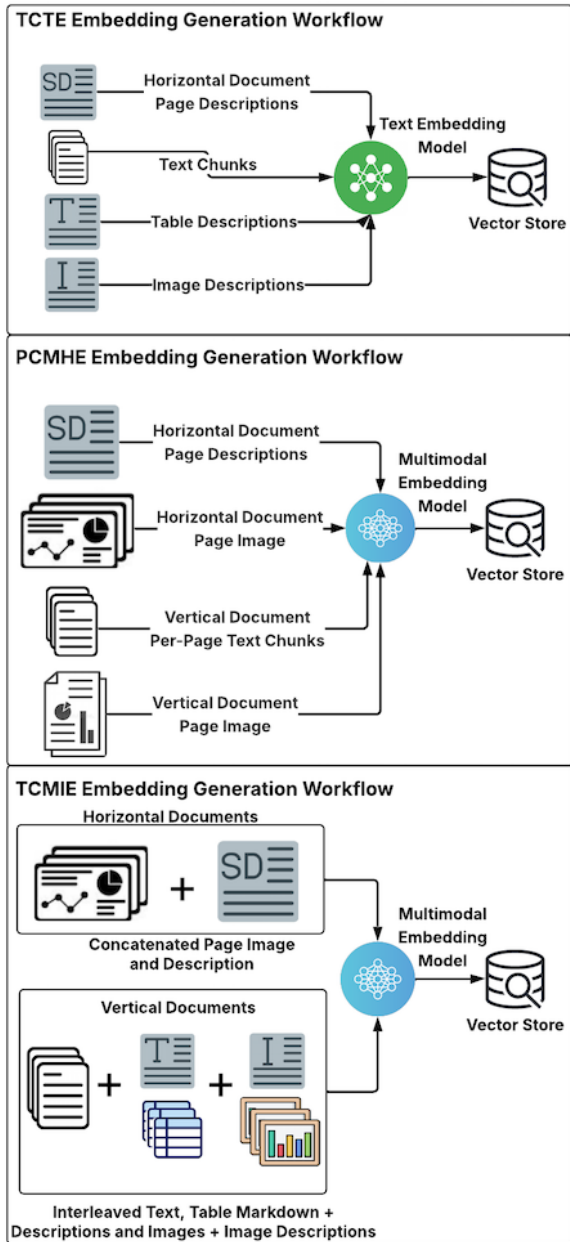 TCTE Embedding Generation Workflow
SD
Horizontal Document
Page Descriptions
Text Chunks
Text Embedding
Model
T
Table Descriptions
Vector Store
I
Image Descriptions
PCMHE Embedding Generation Workflow
SD
Horizontal Document
Page Descriptions
Multimodal
Embedding
Model
Horizontal Document
Page Image
Vector Store
Vertical Document
Per-Page Text Chunks
Vertical Document
Page Image
TCMIE Embedding Generation Workflow
Horizontal Documents
+
SD
Concatenated Page Image
and Description
Multimodal
Embedding
Model
Vector Store
Vertical Documents
+
T
+
I
Interleaved Text, Table Markdown +
Descriptions and Images + Image Descriptions